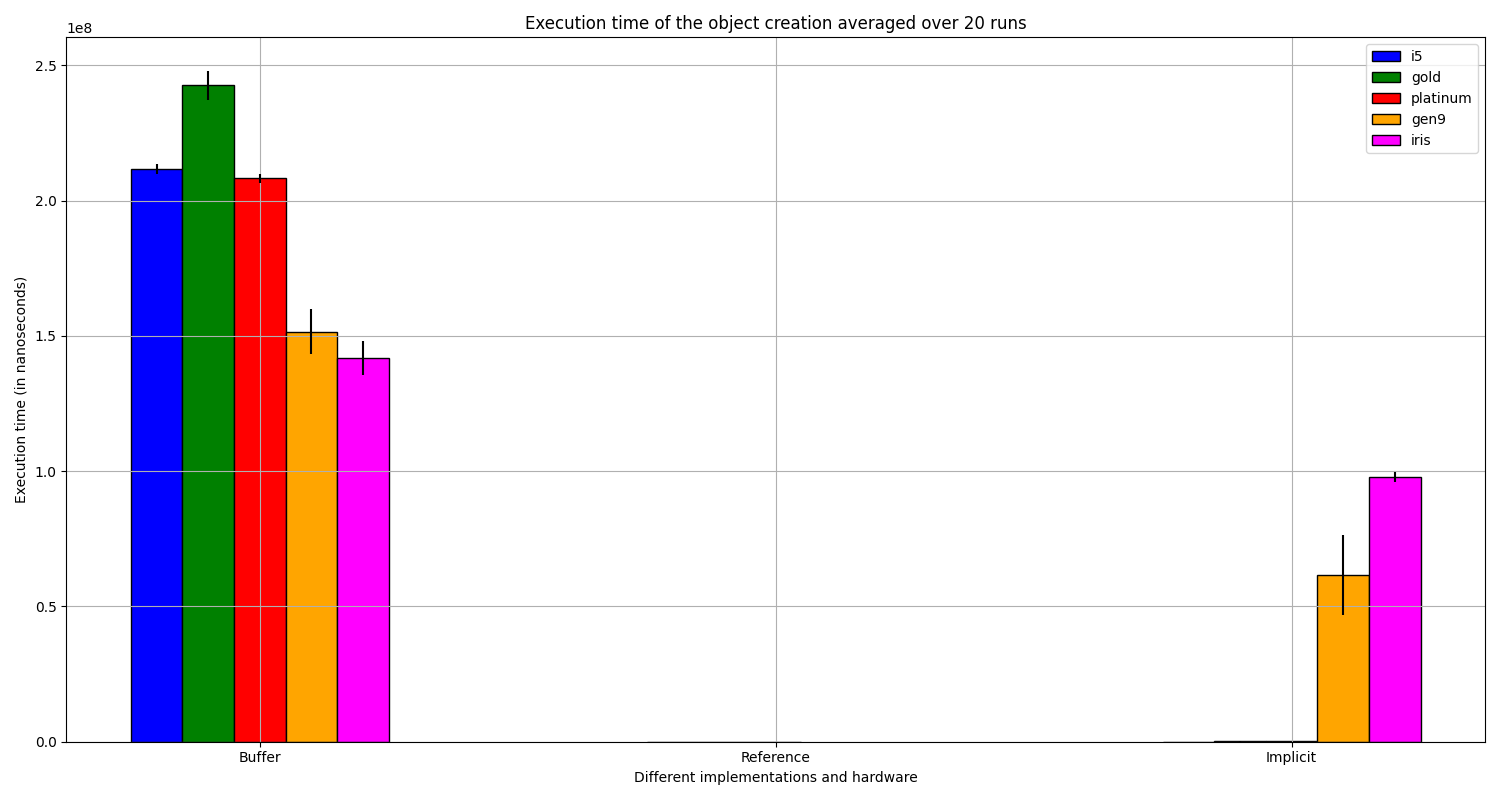 Execution time of the object creation averaged over 20 runs
1e8
2.5
2.0
1.5
1.0
0.5
0.0
Execution time (in nanoseconds)
i5
gold
platinum
gen9
iris
Buffer
Reference
Implicit
Different implementations and hardware